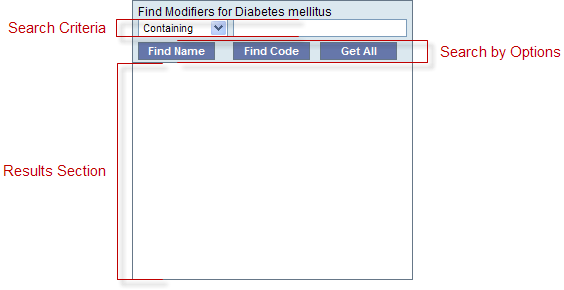 Find Modifiers for Diabetes mellitus
Search Criteria
Containing
Find Name Find Code Get All
Search by Options
Results Section